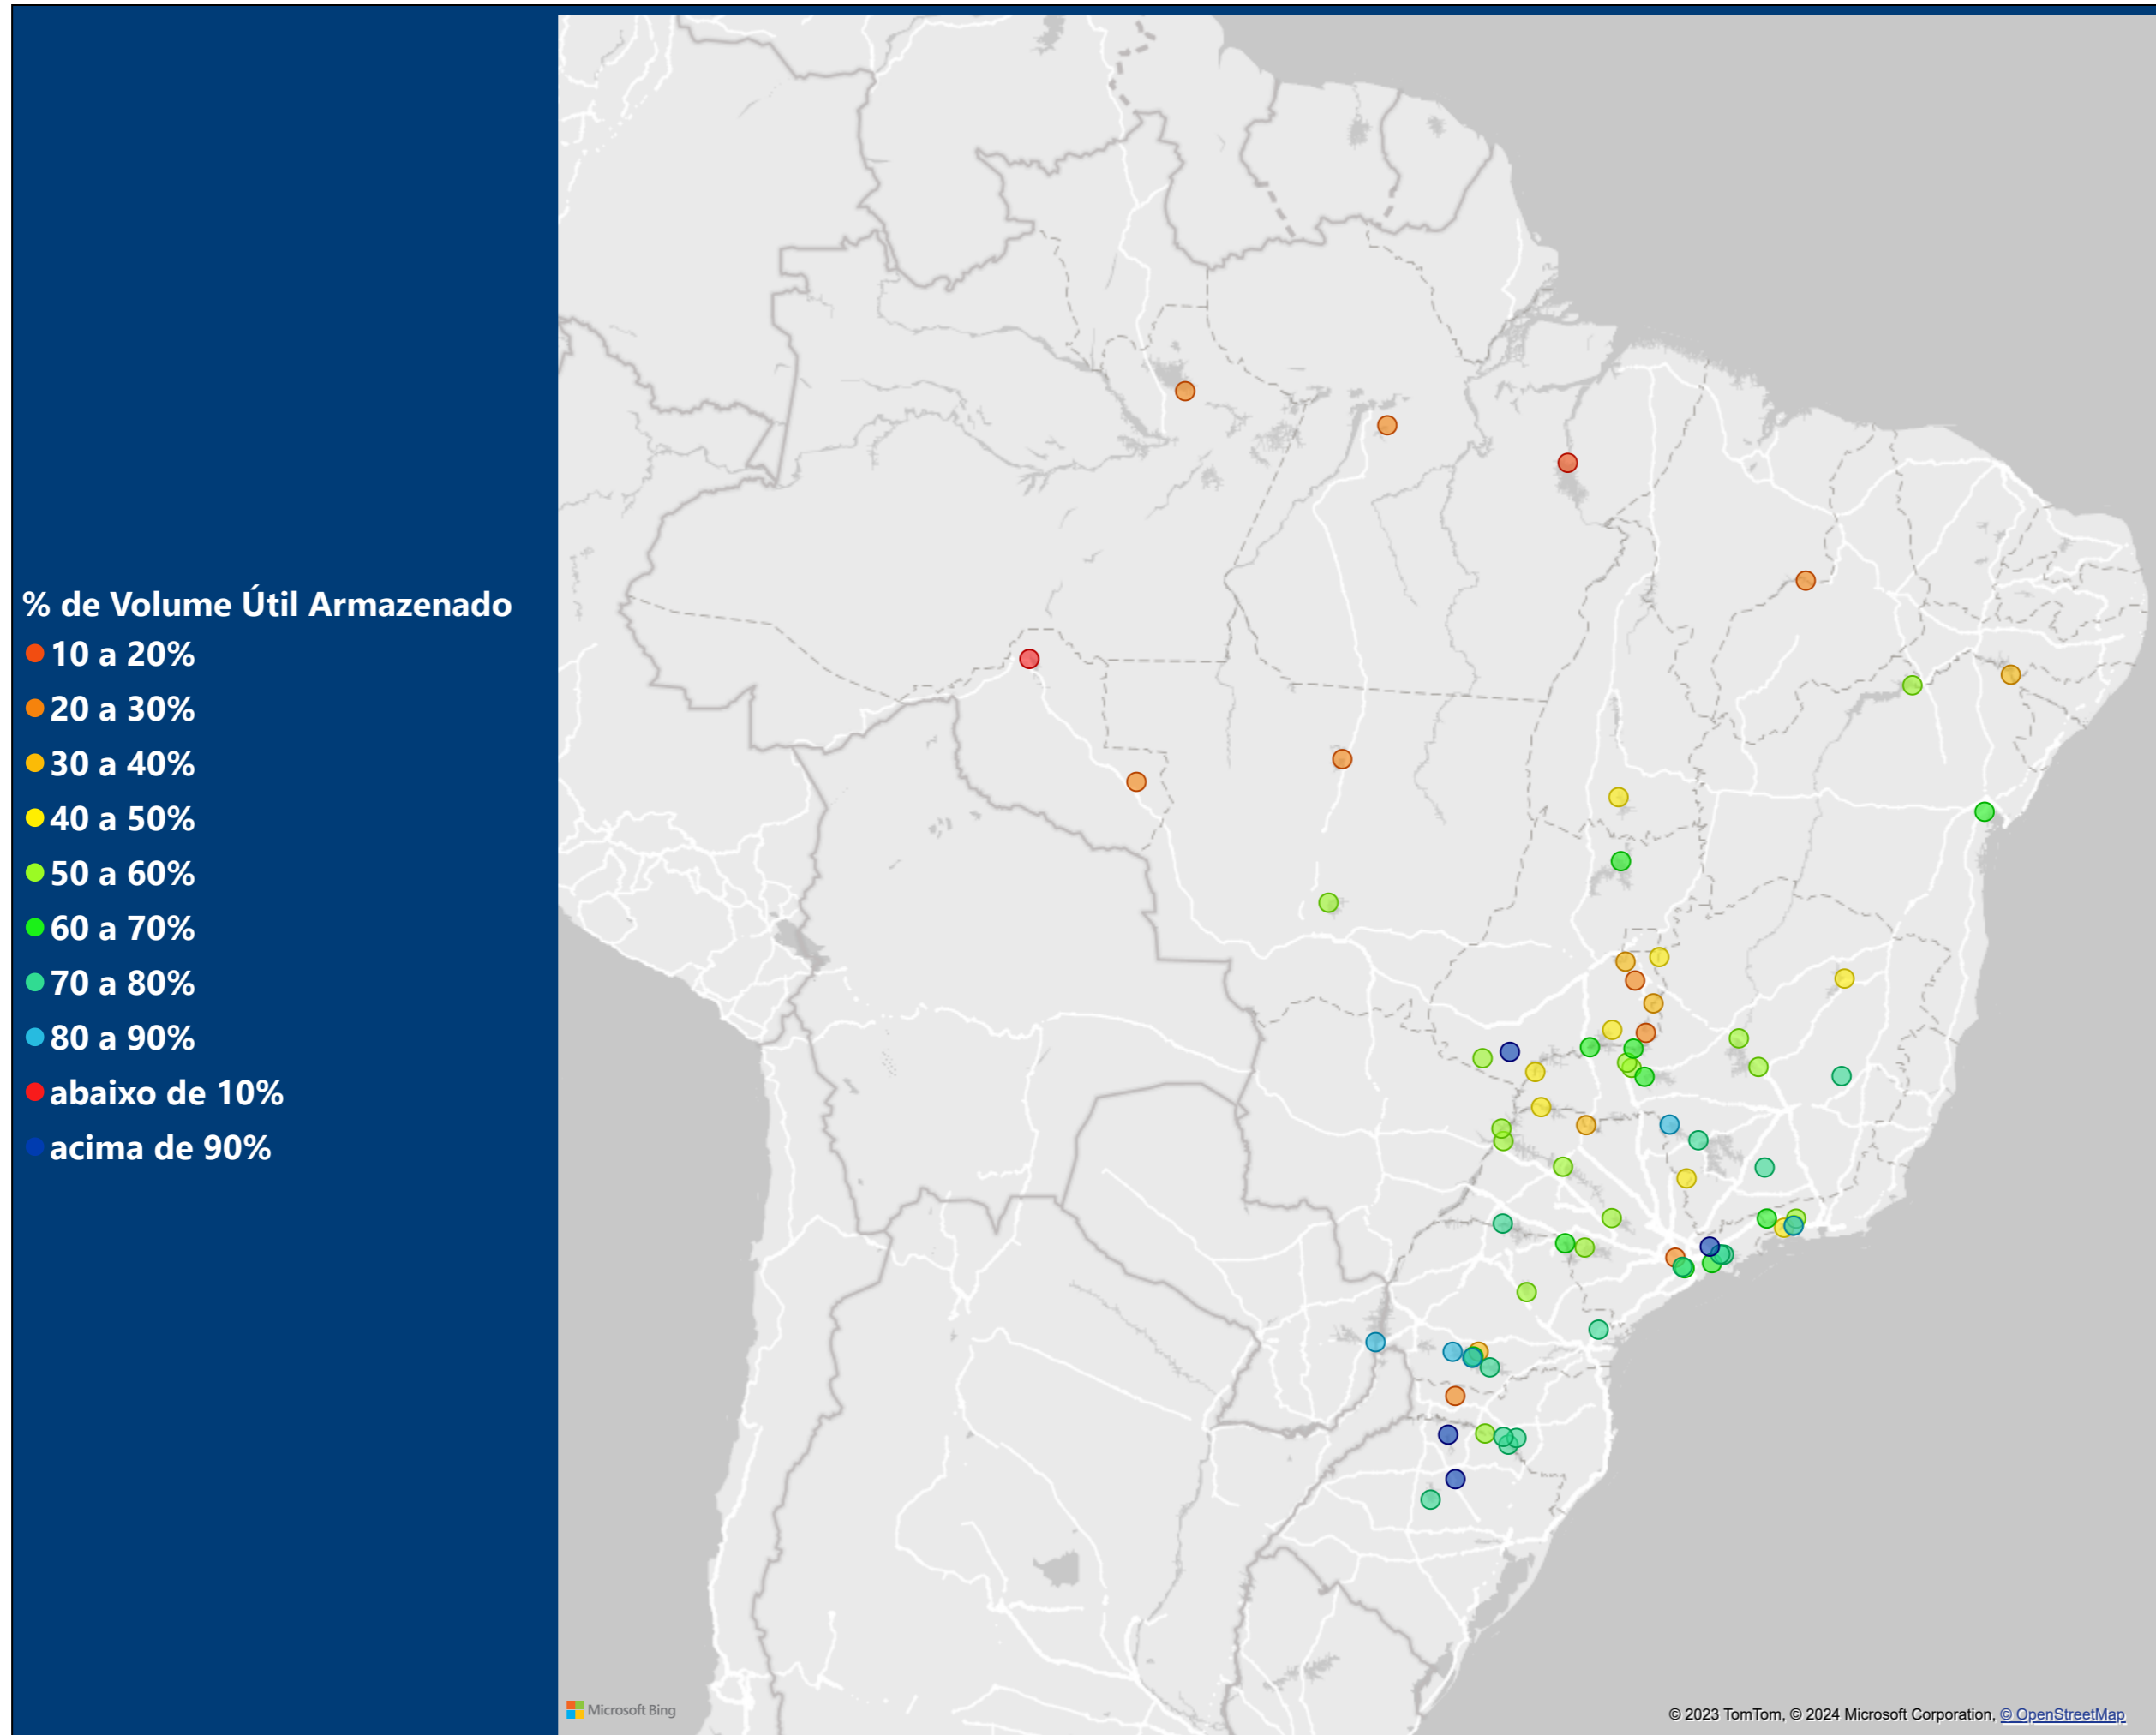 % de Volume Útil Armazenado
10 a 20%
20 a 30%
30 a 40%
40 a 50%
50 a 60%
60 a 70%
70 a 80%
80 a 90%
abaixo de 10%
acima de 90%
Microsoft Bing
© 2023 TomTom, © 2024 Microsoft Corporation, © OpenStreetMap